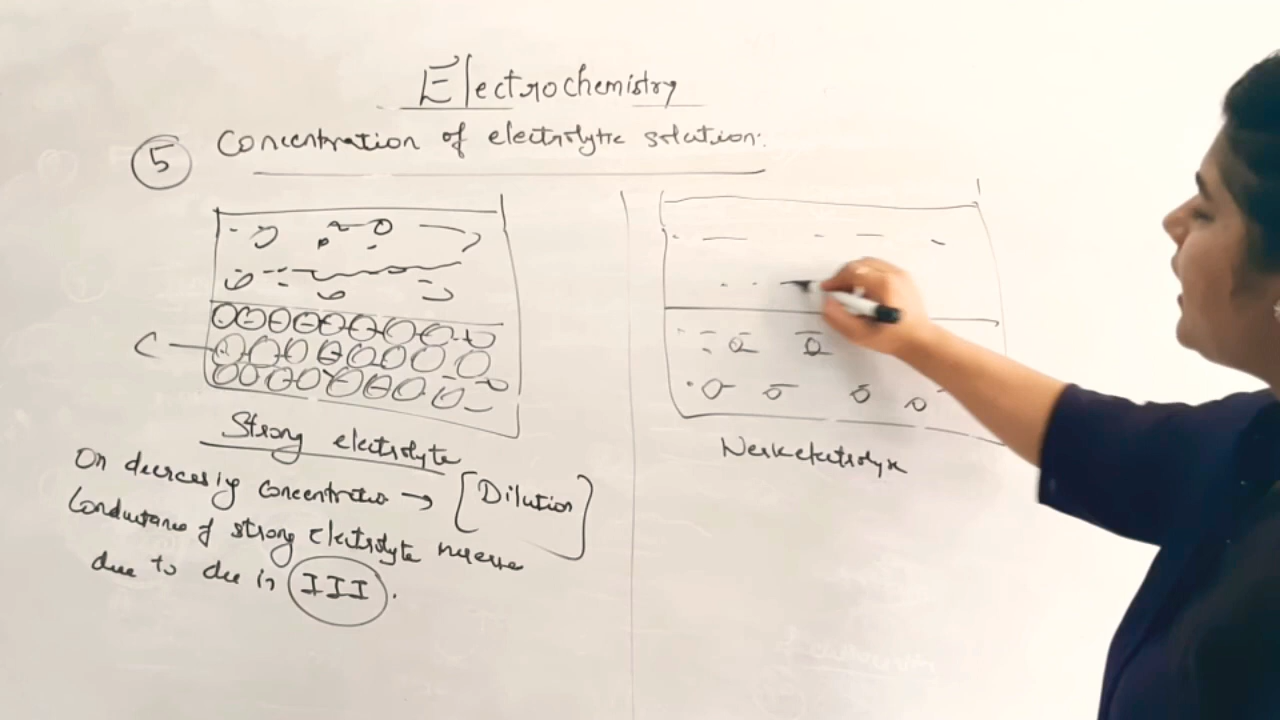 Electrochemistry
5 Concentration of electrolytic solution:
C
Strong electrolyte
Weak electrolyte
On decreasing concentration → [Dilution]
Conductance of strong electrolyte
due to dec in III.